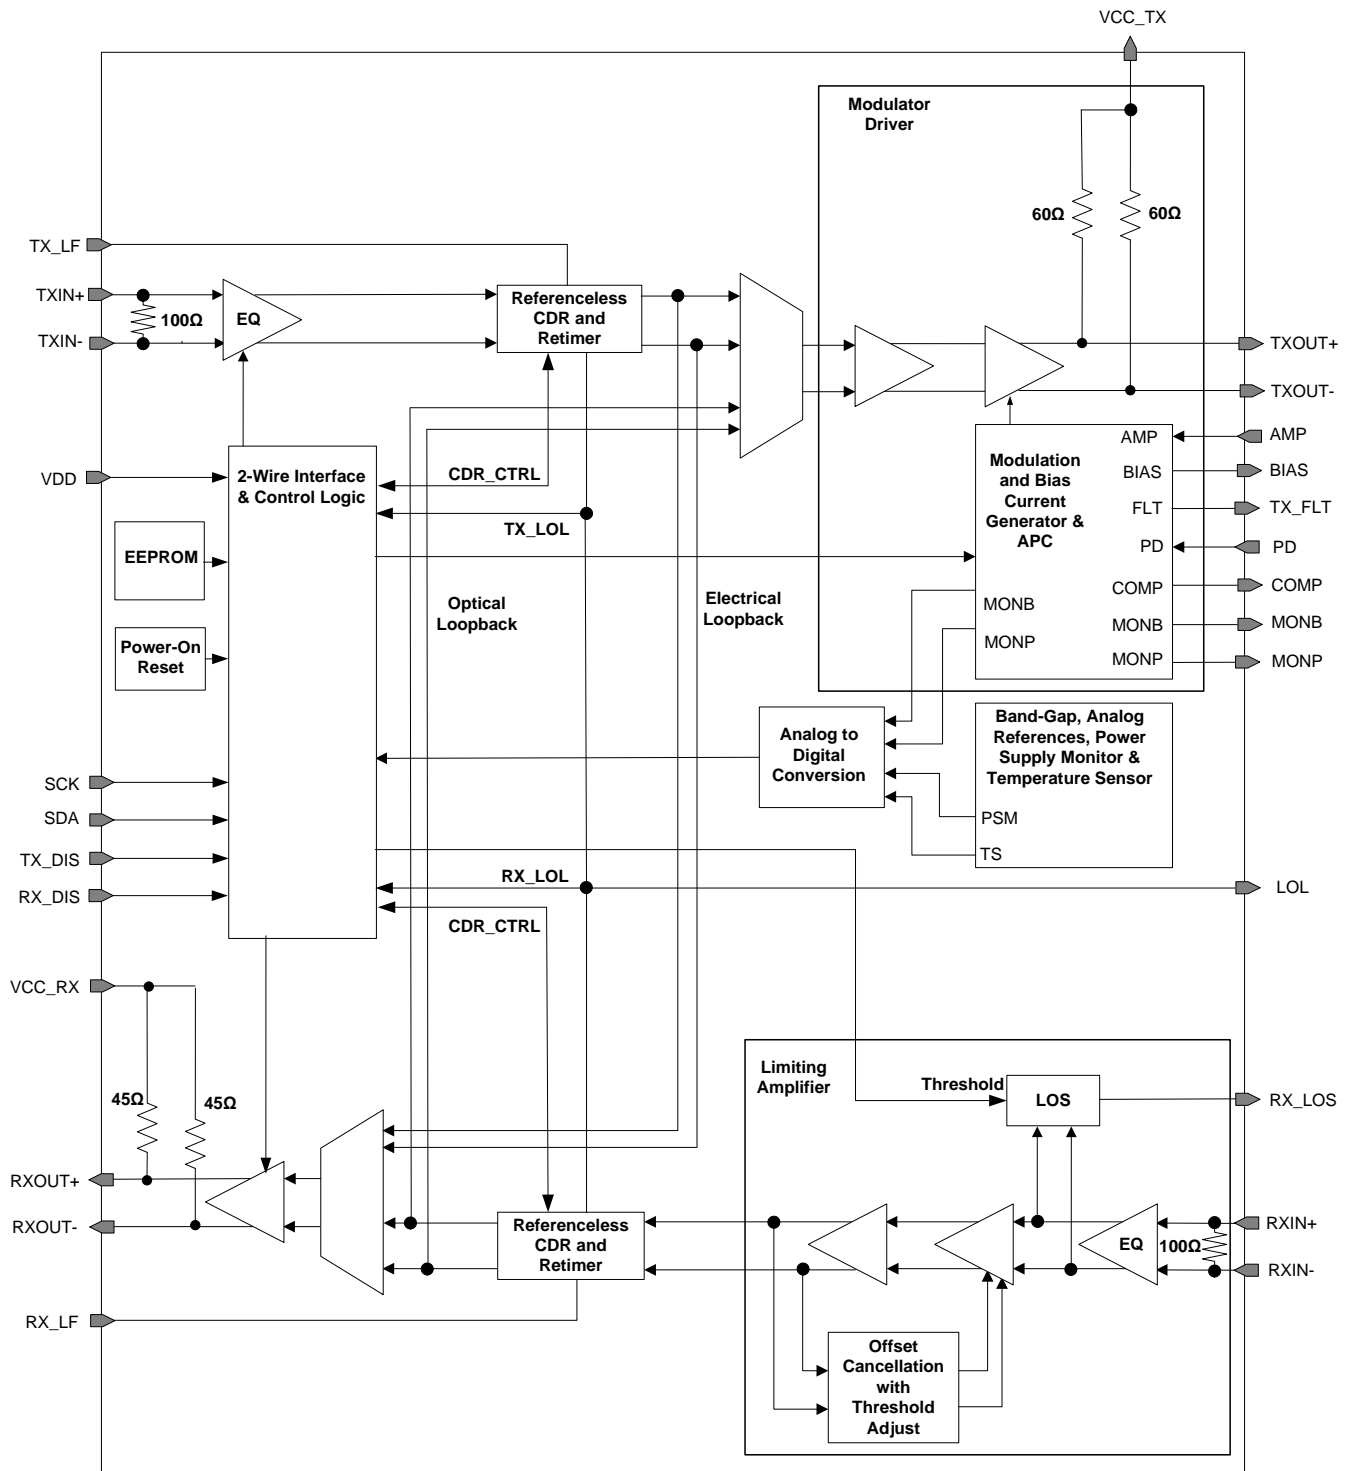 VCC_TX
Modulator
Driver
60Ω
60Ω
TX_LF
TXIN+
100Ω
TXIN-
EQ
Referenceless
CDR and
Retimer
TXOUT+
TXOUT-
VDD
2-Wire Interface
& Control Logic
CDR_CTRL
TX_LOL
EEPROM
Power-On
Reset
Optical
Loopback
Electrical
Loopback
Modulation
and Bias
Current
Generator &
APC
AMP
BIAS
FLT
PD
COMP
MONB
MONP
MONB
MONP
AMP
BIAS
TX_FLT
PD
COMP
MONB
MONP
Analog to
Digital
Conversion
Band-Gap, Analog
References, Power
Supply Monitor &
Temperature Sensor
PSM
TS
SCK
SDA
TX_DIS
RX_DIS
RX_LOL
CDR_CTRL
LOL
VCC_RX
45Ω
45Ω
RXOUT+
RXOUT-
RX_LF
Referenceless
CDR and
Retimer
Limiting
Amplifier
Threshold
LOS
RX_LOS
EQ
100Ω
RXIN+
RXIN-
Offset
Cancellation
with
Threshold
Adjust